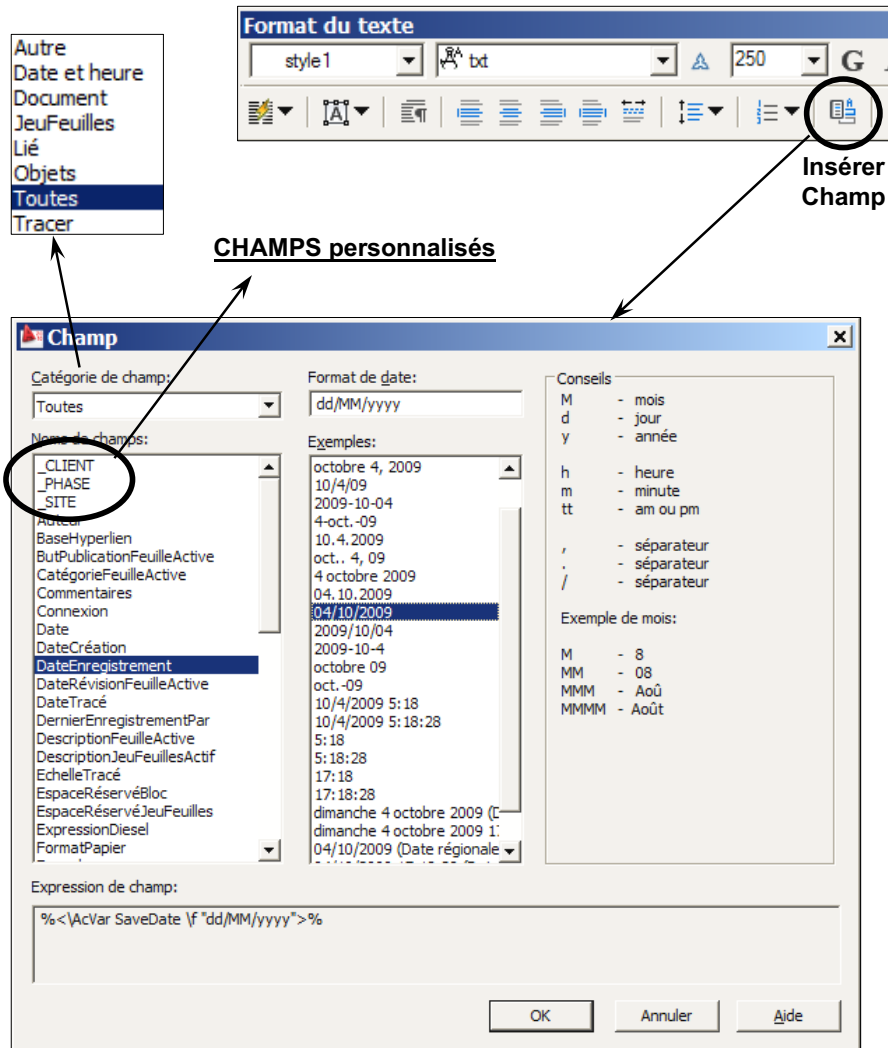 Autre
Date et heure
Document
JeuFeuilles
Lié
Objets
Toutes
Tracer
Format du texte
style1
txt
250
G
Insérer
Champ
CHAMPS personnalisés
Champ
Catégorie de champ:
Toutes
Noms de champs:
_CLIENT
_PHASE
_SITE
Auteur
BaseHyperlien
ButPublicationFeuilleActive
CatégorieFeuilleActive
Commentaires
Connexion
Date
DateCréation
DateEnregistrement
DateRévisionFeuilleActive
DateTracé
DernierEnregistrementPar
DescriptionFeuilleActive
DescriptionJeuFeuillesActif
EchelleTracé
EspaceRéservéBloc
EspaceRéservéJeuFeuilles
ExpressionDiesel
FormatPapier
Format de date:
dd/MM/yyyy
Exemples:
octobre 4, 2009
10/4/09
2009-10-04
4-oct.-09
10.4.2009
oct.. 4, 09
4 octobre 2009
04.10.2009
04/10/2009
2009/10/04
2009-10-4
octobre 09
oct.-09
10/4/2009 5:18
10/4/2009 5:18:28
5:18
5:18:28
17:18
17:18:28
dimanche 4 octobre 2009 (D
dimanche 4 octobre 2009 17
04/10/2009 (Date régionale
Conseils
M - mois
d - jour
y - année
h - heure
m - minute
tt - am ou pm
, - séparateur
. - séparateur
/ - séparateur
Exemple de mois:
M - 8
MM - 08
MMM - Aoû
MMMM - Août
Expression de champ:
%<\AcVar SaveDate \f "dd/MM/yyyy">%
OK
Annuler
Aide